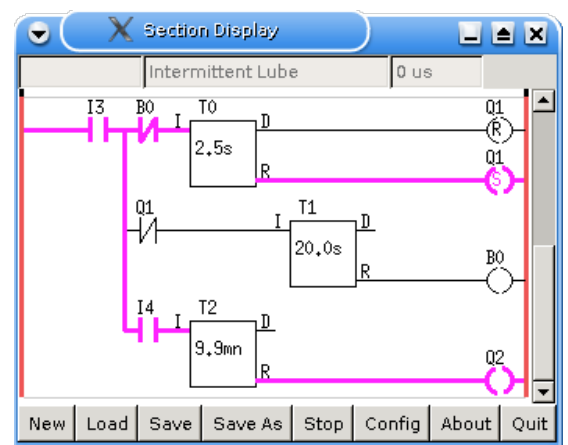 Section Display
Intermittent Lube 0 us
I3 B0 I T0 D Q1
R
2.5s
Q1
R S
Q1 I T1 D
20.0s
R B0
I4 I T2 D
9.9mn
R Q2
New Load Save Save As Stop Config About Quit